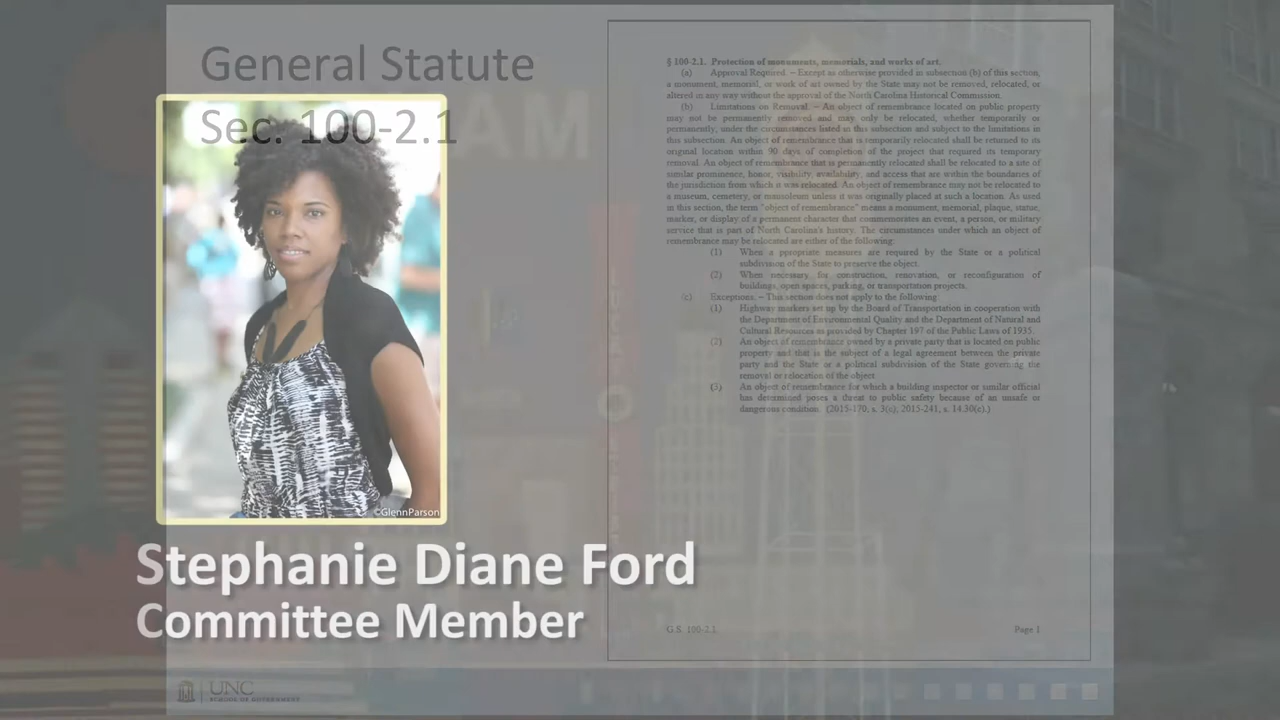 General Statute
Sec. 100-2.1
§ 100-2.1. Protection of monuments, memorials, and works of art.
(a) Approval Required. – Except as otherwise provided in subsection (b) of this section,
a monument, memorial, or work of art owned by the State may not be removed, relocated, or
altered in any way without the approval of the North Carolina Historical Commission.
(b) Limitations on Removal. – An object of remembrance located on public property
may not be permanently removed and may only be relocated, whether temporarily or
permanently, under the circumstances listed in this subsection and subject to the limitations in
this subsection. An object of remembrance that is temporarily relocated shall be returned to its
original location within 90 days of completion of the project that required its temporary
removal. An object of remembrance that is permanently relocated shall be relocated to a site of
similar prominence, honor, visibility, availability, and access that are within the boundaries of
the jurisdiction from which it was relocated. An object of remembrance may not be relocated to
a museum, cemetery, or mausoleum unless it was originally placed at such a location. As used
in this section, the term "object of remembrance" means a monument, memorial, plaque, statue,
marker, or display of a permanent character that commemorates an event, a person, or military
service that is part of North Carolina's history. The circumstances under which an object of
remembrance may be relocated are either of the following:
(1) When appropriate measures are required by the State or a political
subdivision of the State to preserve the object.
(2) When necessary for construction, renovation, or reconfiguration of
buildings, open spaces, parking, or transportation projects.
(c) Exceptions. – This section does not apply to the following:
(1) Highway markers set up by the Board of Transportation in cooperation with
the Department of Environmental Quality and the Department of Natural and
Cultural Resources as provided by Chapter 197 of the Public Laws of 1935.
(2) An object of remembrance owned by a private party that is located on public
property and that is the subject of a legal agreement between the private
party and the State or a political subdivision of the State governing the
removal or relocation of the object.
(3) An object of remembrance for which a building inspector or similar official
has determined poses a threat to public safety because of an unsafe or
dangerous condition. (2015-170, s. 3(c); 2015-241, s. 14.30(c).)
©GlennParson
Stephanie Diane Ford
Committee Member
G.S. 100-2.1
Page 1
UNC
SCHOOL OF GOVERNMENT